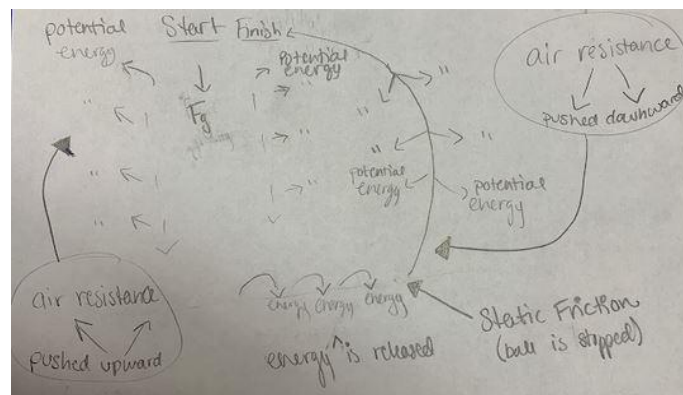 potential
energy
Start Finish
Potential
energy
Fg
"
"
"
"
"
"
"
"
"
"
potential
energy
potential
energy
air resistance
pushed downward
air resistance
pushed upward
energy energy energy
energy ^ is released
Static Friction
(ball is stopped)